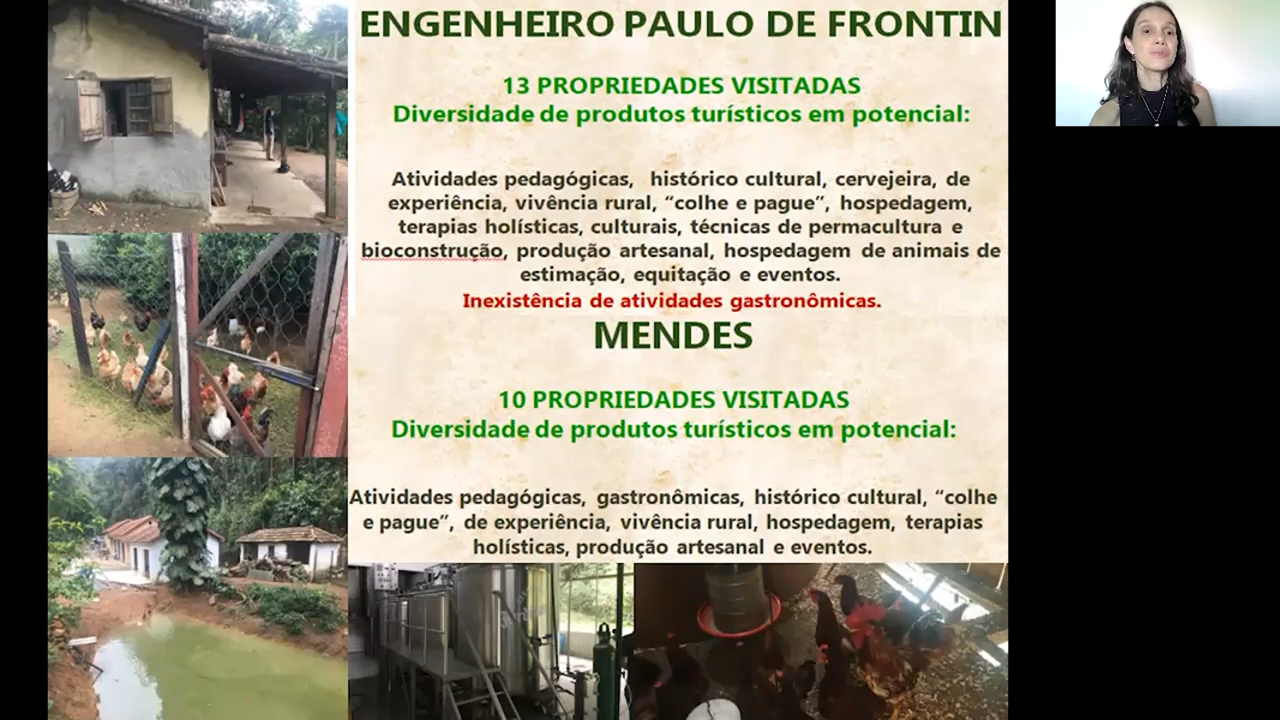 ENGENHEIRO PAULO DE FRONTIN
13 PROPRIEDADES VISITADAS
Diversidade de produtos turísticos em potencial:
Atividades pedagógicas, histórico cultural, cervejeira, de
experiência, vivência rural, “colhe e pague”, hospedagem,
terapias holísticas, culturais, técnicas de permacultura e
bioconstrução, produção artesanal, hospedagem de animais de
estimação, equitação e eventos.
Inexistência de atividades gastronômicas.
MENDES
10 PROPRIEDADES VISITADAS
Diversidade de produtos turísticos em potencial:
Atividades pedagógicas, gastronômicas, histórico cultural, “colhe
e pague”, de experiência, vivência rural, hospedagem, terapias
holísticas, produção artesanal e eventos.